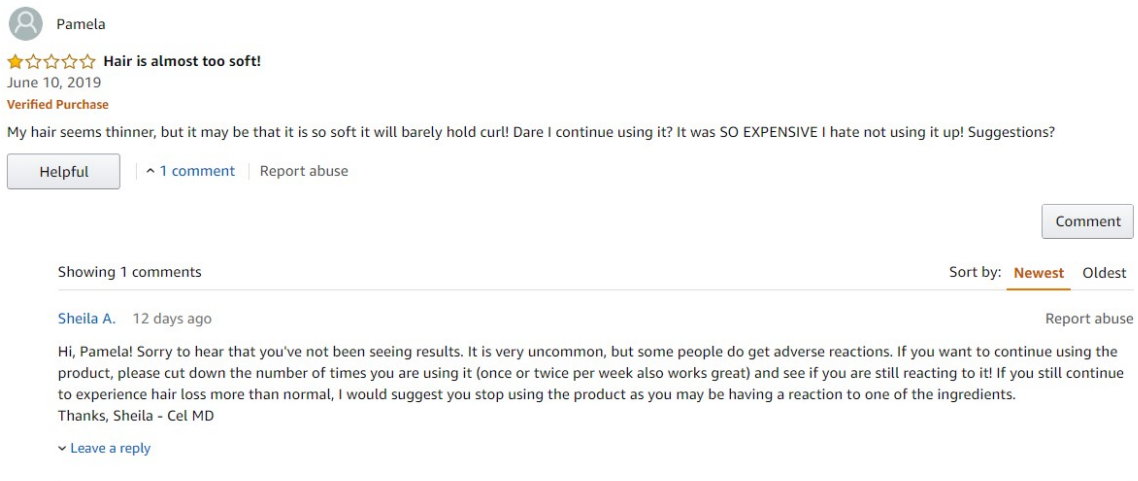 Pamela
Hair is almost too soft!
June 10, 2019
Verified Purchase
My hair seems thinner, but it may be that it is so soft it will barely hold curl! Dare I continue using it? It was SO EXPENSIVE I hate not using it up! Suggestions?
Helpful 1 comment Report abuse
Comment
Showing 1 comments Sort by: Newest Oldest
Sheila A. 12 days ago Report abuse
Hi, Pamela! Sorry to hear that you've not been seeing results. It is very uncommon, but some people do get adverse reactions. If you want to continue using the
product, please cut down the number of times you are using it (once or twice per week also works great) and see if you are still reacting to it! If you still continue
to experience hair loss more than normal, I would suggest you stop using the product as you may be having a reaction to one of the ingredients.
Thanks, Sheila - Cel MD
Leave a reply